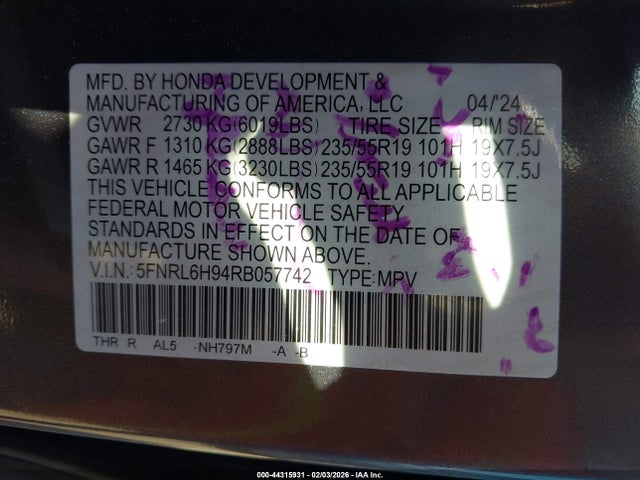 MFD. BY HONDA DEVELOPMENT &
MANUFACTURING OF AMERICA, LLC 04/'24
GVWR 2730 KG(6019LBS) TIRE SIZE RIM SIZE
GAWR F 1310 KG(2888LBS) 235/55R19 101H 19X7.5J
GAWR R 1465 KG(3230LBS) 235/55R19 101H 19X7.5J
THIS VEHICLE CONFORMS TO ALL APPLICABLE
FEDERAL MOTOR VEHICLE SAFETY
STANDARDS IN EFFECT ON THE DATE OF
MANUFACTURE SHOWN ABOVE.
V.I.N.: 5FNRL6H94RB057742 TYPE:MPV
THR R AL5 -NH797M -A -B
000-44315931 - 02/03/2026 - IAA Inc.